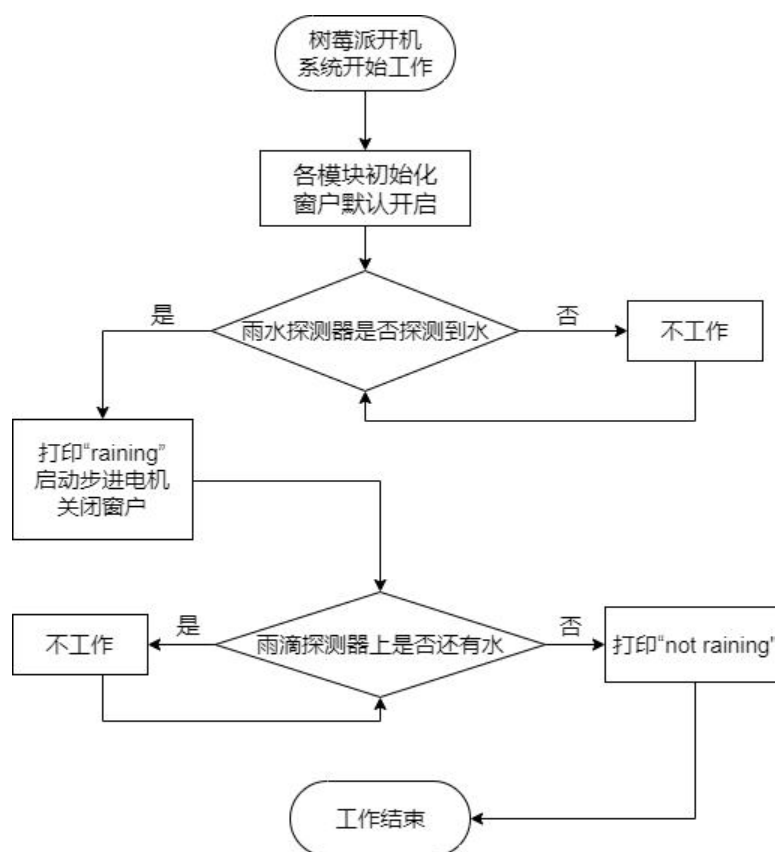 树莓派开机
系统开始工作
各模块初始化
窗户默认开启
是
雨水探测器是否探测到水
否
不工作
打印“raining”
启动步进电机
关闭窗户
不工作
是
雨滴探测器上是否还有水
否
打印“not raining”
工作结束